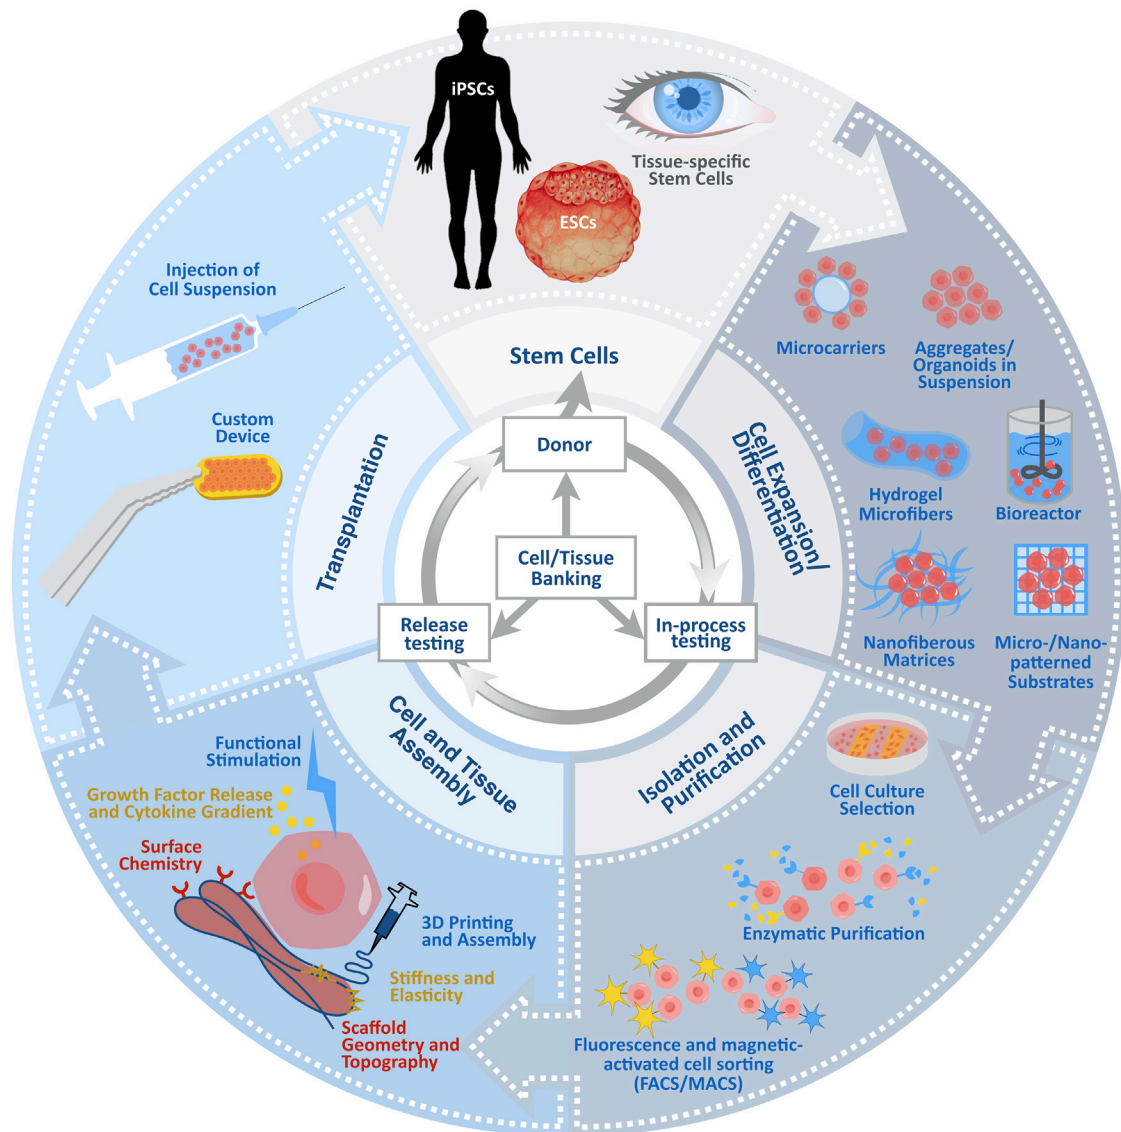 iPSCs
Tissue-specific
Stem Cells
ESCs
Stem Cells
Microcarriers
Aggregates/
Organoids in
Suspension
Hydrogel
Microfibers
Bioreactor
Nanofiberous
Matrices
Micro-/Nano-
patterned
Substrates
Cell Expansion/
Differentiation
Cell Culture
Selection
Enzymatic Purification
Fluorescence and magnetic-
activated cell sorting
(FACS/MACS)
Isolation and
Purification
Functional
Stimulation
Growth Factor Release
and Cytokine Gradient
Surface
Chemistry
3D Printing
and Assembly
Stiffness and
Elasticity
Scaffold
Geometry and
Topography
Cell and Tissue
Assembly
Injection of
Cell Suspension
Custom
Device
Transplantation
Donor
Cell/Tissue
Banking
Release
testing
In-process
testing